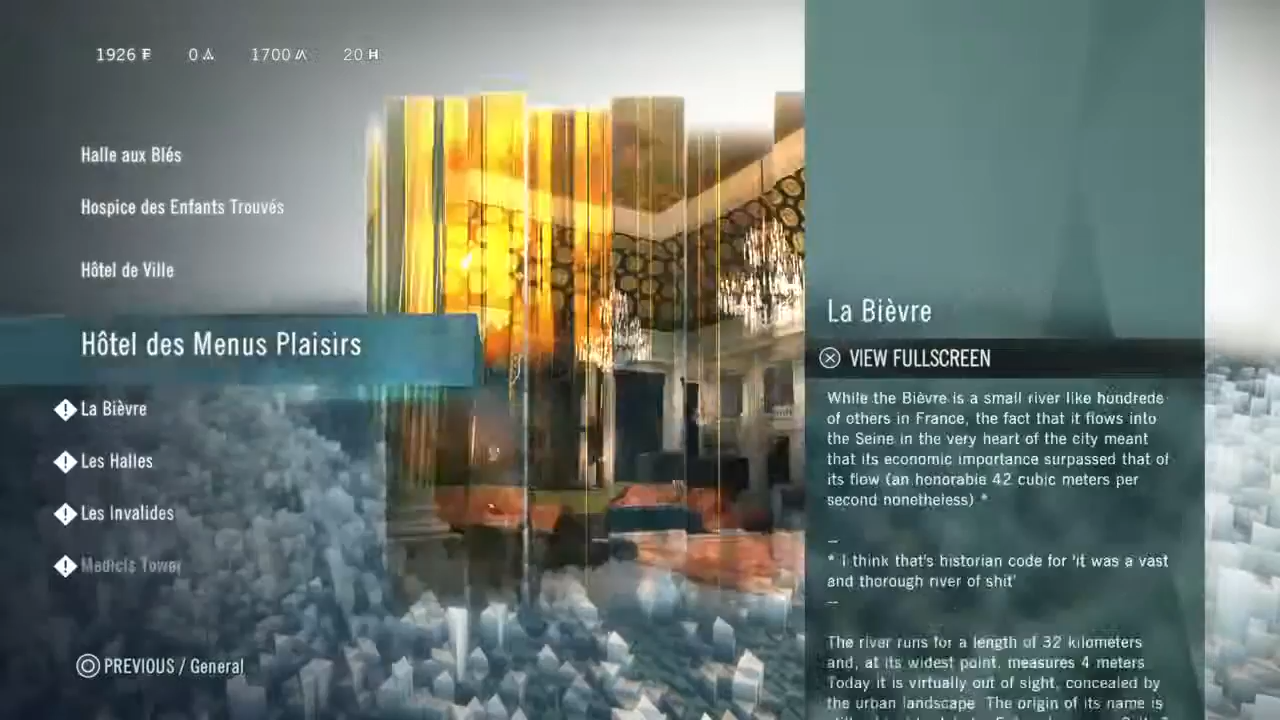 1926 0 1700 20
Halle aux Blés
Hospice des Enfants Trouvés
Hôtel de Ville
Hôtel des Menus Plaisirs
La Bièvre
Les Halles
Les Invalides
Medicis Tower
PREVIOUS / General
La Bièvre
VIEW FULLSCREEN
While the Bièvre is a small river like hundreds
of others in France, the fact that it flows into
the Seine in the very heart of the city meant
that its economic importance surpassed that of
its flow (an honorable 42 cubic meters per
second nonetheless) *
—
* I think that's historian code for 'it was a vast
and thorough river of shit'
—
The river runs for a length of 32 kilometers
and, at its widest point, measures 4 meters
Today it is virtually out of sight, concealed by
the urban landscape. The origin of its name is